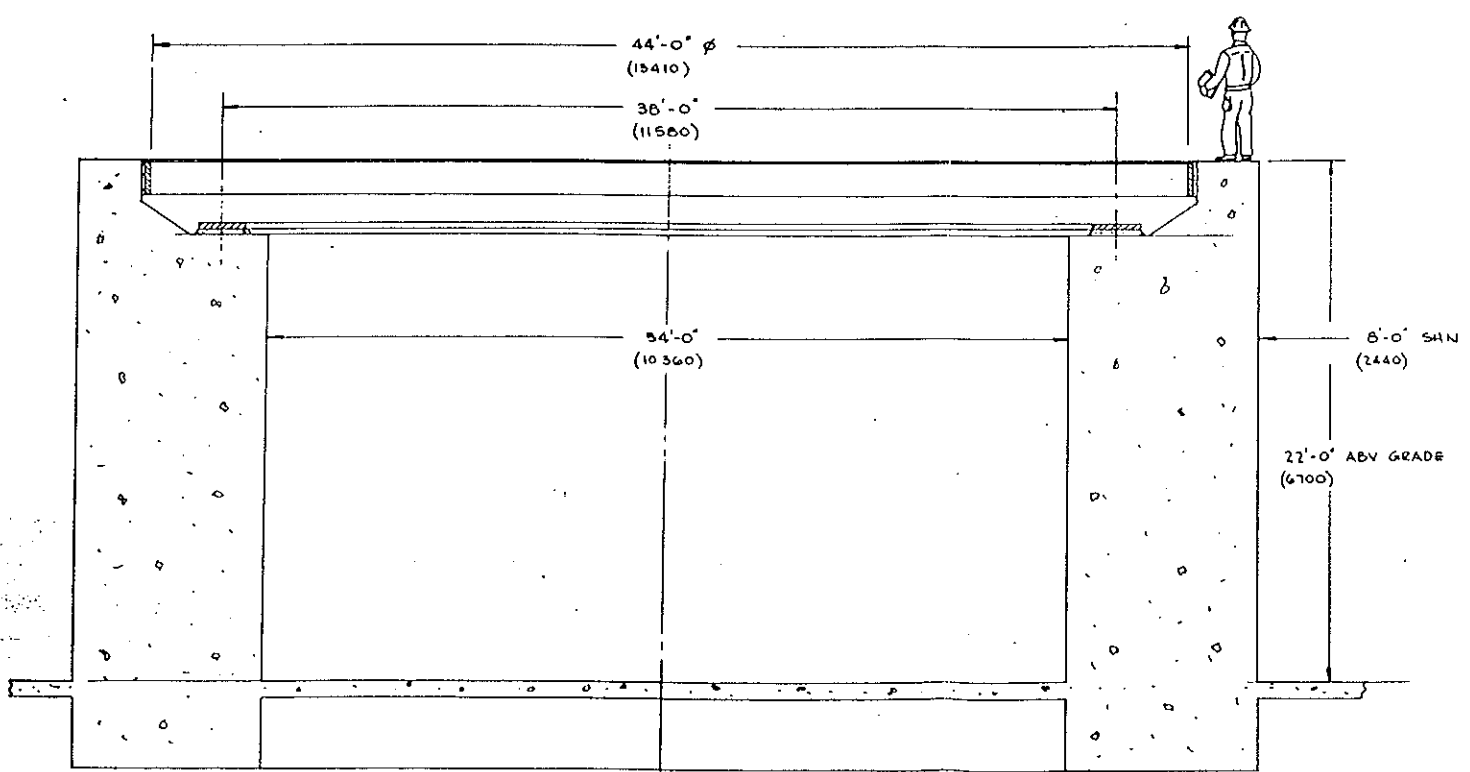 44'-0" ø
(13410)
38'-0"
(11580)
34'-0"
(10360)
8'-0" SHN
(2440)
22'-0" ABV GRADE
(6700)